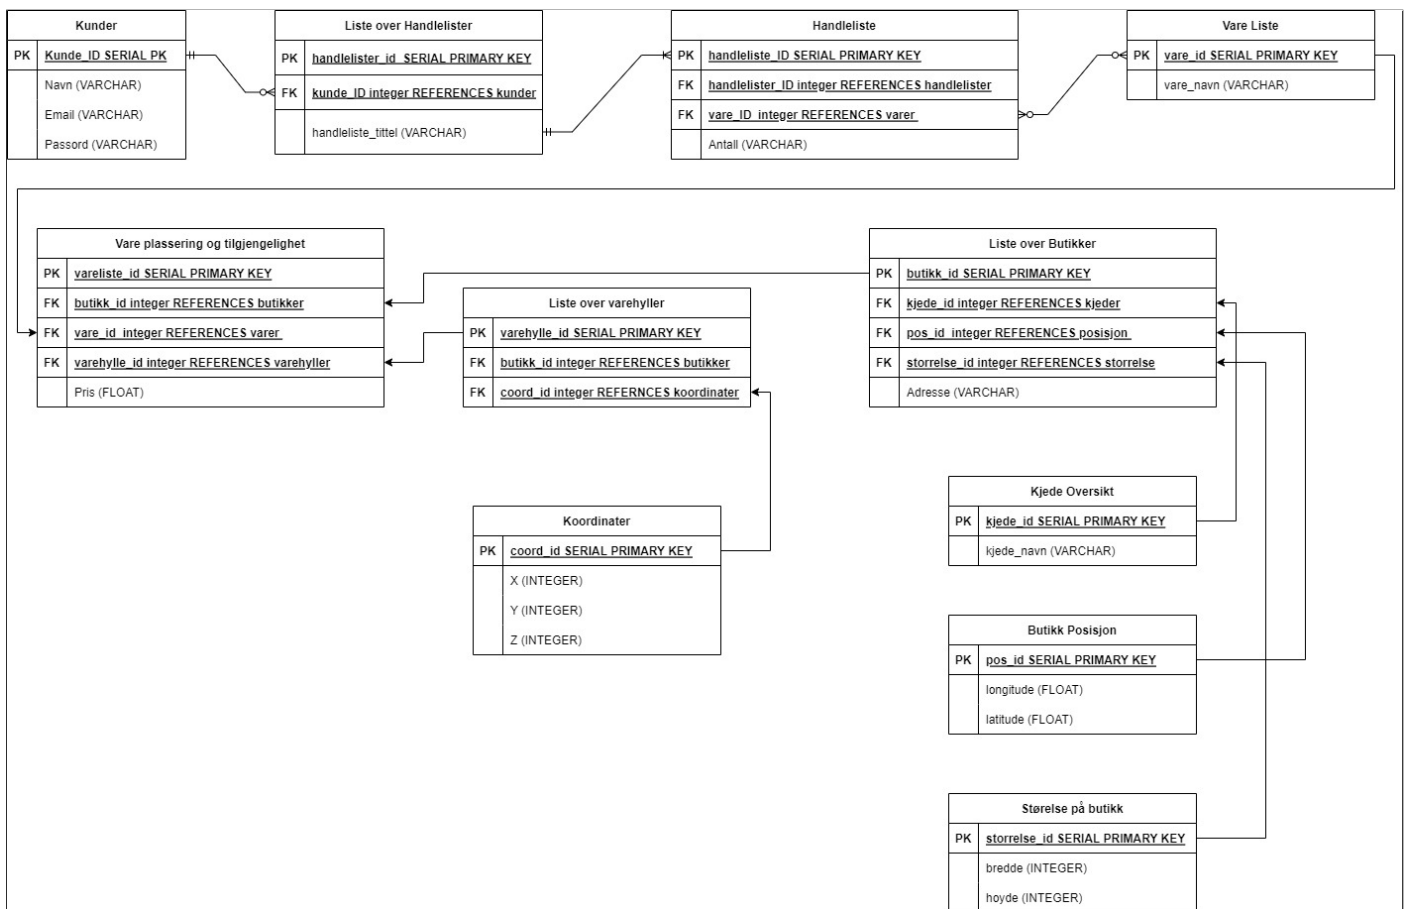 Kunder
PK Kunde_ID SERIAL PK
Navn (VARCHAR)
Email (VARCHAR)
Passord (VARCHAR)
Liste over Handlelister
PK handlelister_id SERIAL PRIMARY KEY
FK kunde_ID integer REFERENCES kunder
handleliste_tittel (VARCHAR)
Handleliste
PK handleliste_ID SERIAL PRIMARY KEY
FK handlelister_ID integer REFERENCES handlelister
FK vare_ID integer REFERENCES varer
Antall (VARCHAR)
Vare Liste
PK vare_id SERIAL PRIMARY KEY
vare_navn (VARCHAR)
Vare plassering og tilgjengelighet
PK vareliste_id SERIAL PRIMARY KEY
FK butikk_id integer REFERENCES butikker
FK vare_id integer REFERENCES varer
FK varehylle_id integer REFERENCES varehyller
Pris (FLOAT)
Liste over varehyller
PK varehylle_id SERIAL PRIMARY KEY
FK butikk_id integer REFERENCES butikker
FK coord_id integer REFERNCES koordinater
Liste over Butikker
PK butikk_id SERIAL PRIMARY KEY
FK kjede_id integer REFERENCES kjeder
FK pos_id integer REFERENCES posisjon
FK storrelse_id integer REFERENCES storrelse
Adresse (VARCHAR)
Koordinater
PK coord_id SERIAL PRIMARY KEY
X (INTEGER)
Y (INTEGER)
Z (INTEGER)
Kjede Oversikt
PK kjede_id SERIAL PRIMARY KEY
kjede_navn (VARCHAR)
Butikk Posisjon
PK pos_id SERIAL PRIMARY KEY
longitude (FLOAT)
latitude (FLOAT)
Størelse på butikk
PK storrelse_id SERIAL PRIMARY KEY
bredde (INTEGER)
hoyde (INTEGER)